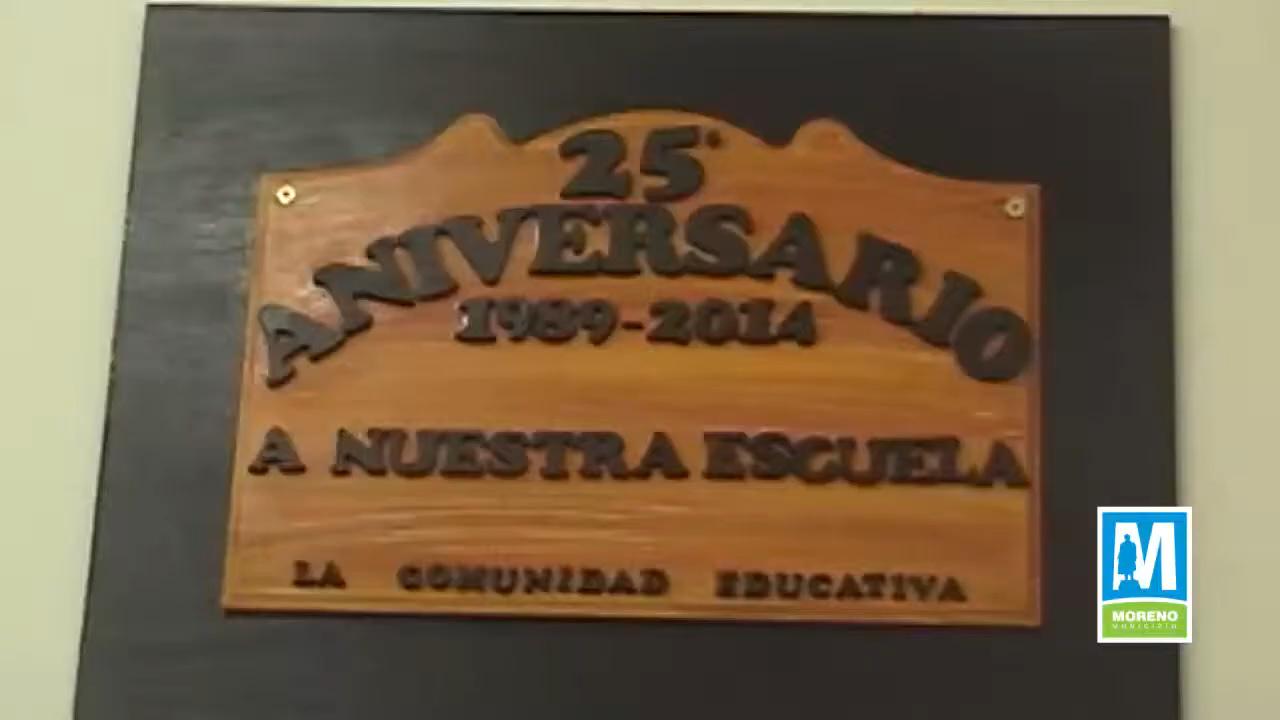 25°
ANIVERSARIO
1989-2014
A NUESTRA ESCUELA
LA COMUNIDAD EDUCATIVA
M
MORENO
MUNICIPIO